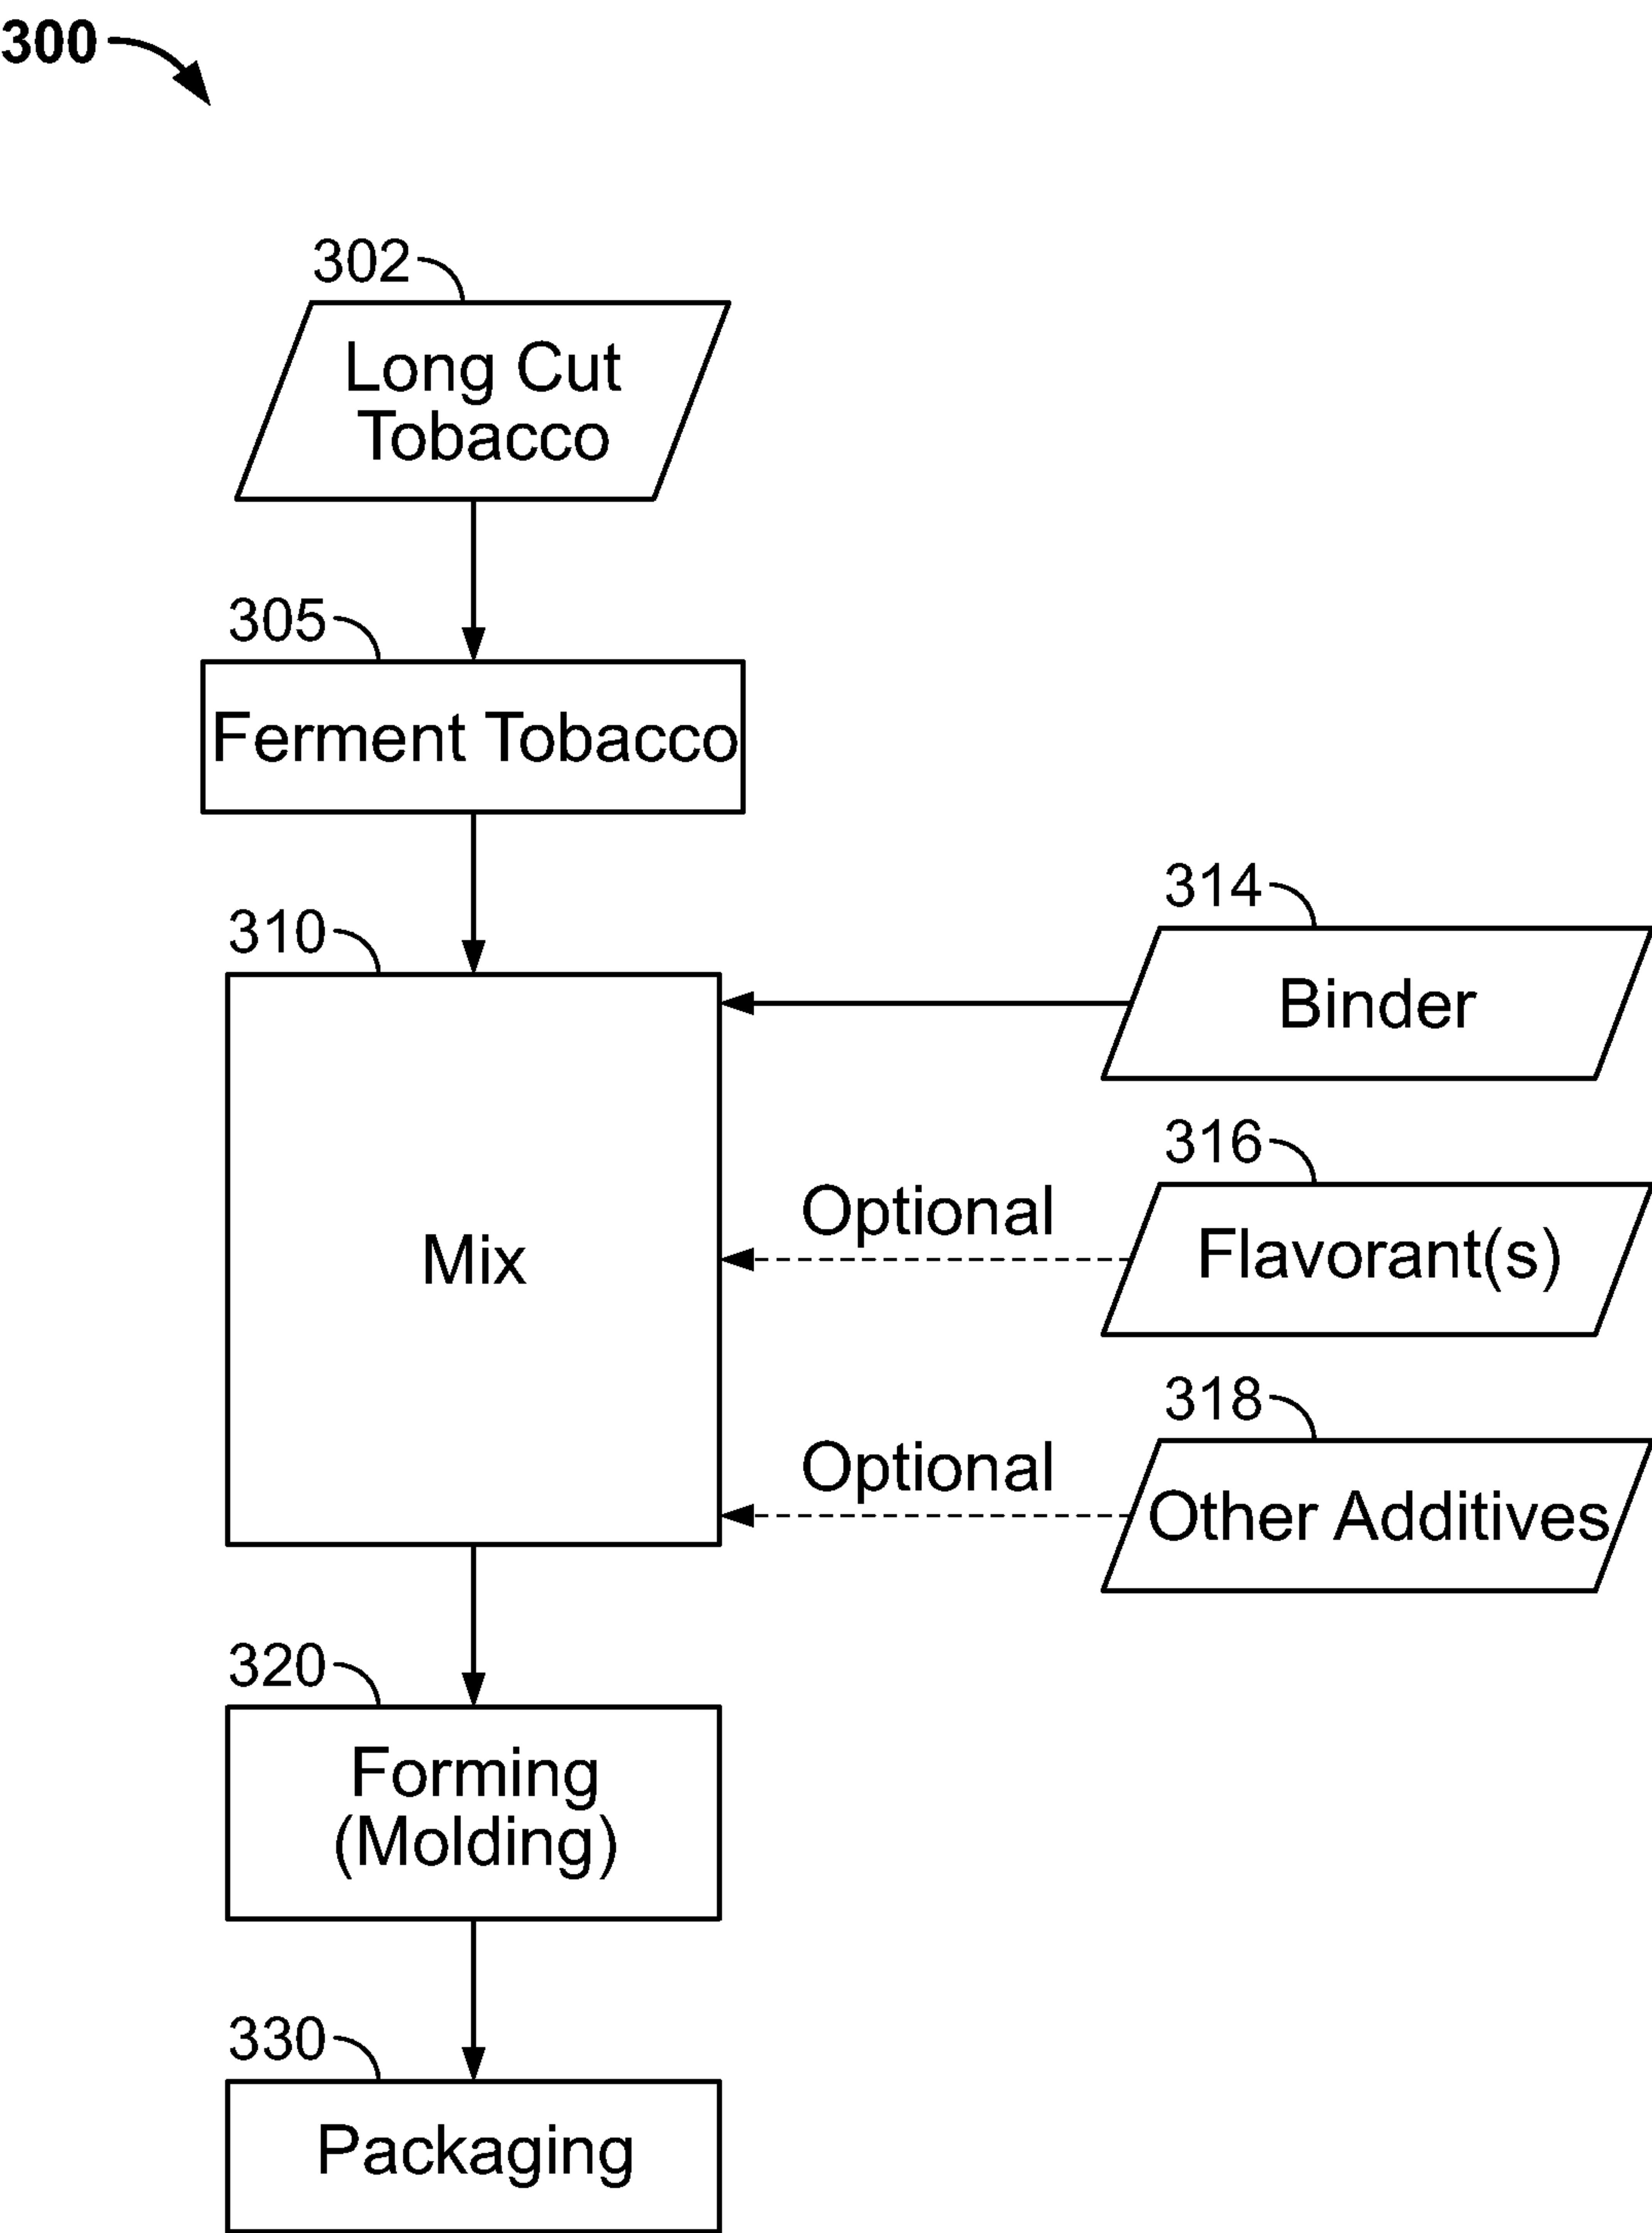 300
302
Long Cut
Tobacco
305
Ferment Tobacco
310
Mix
314
Binder
316
Optional
Flavorant(s)
318
Optional
Other Additives
320
Forming
(Molding)
330
Packaging